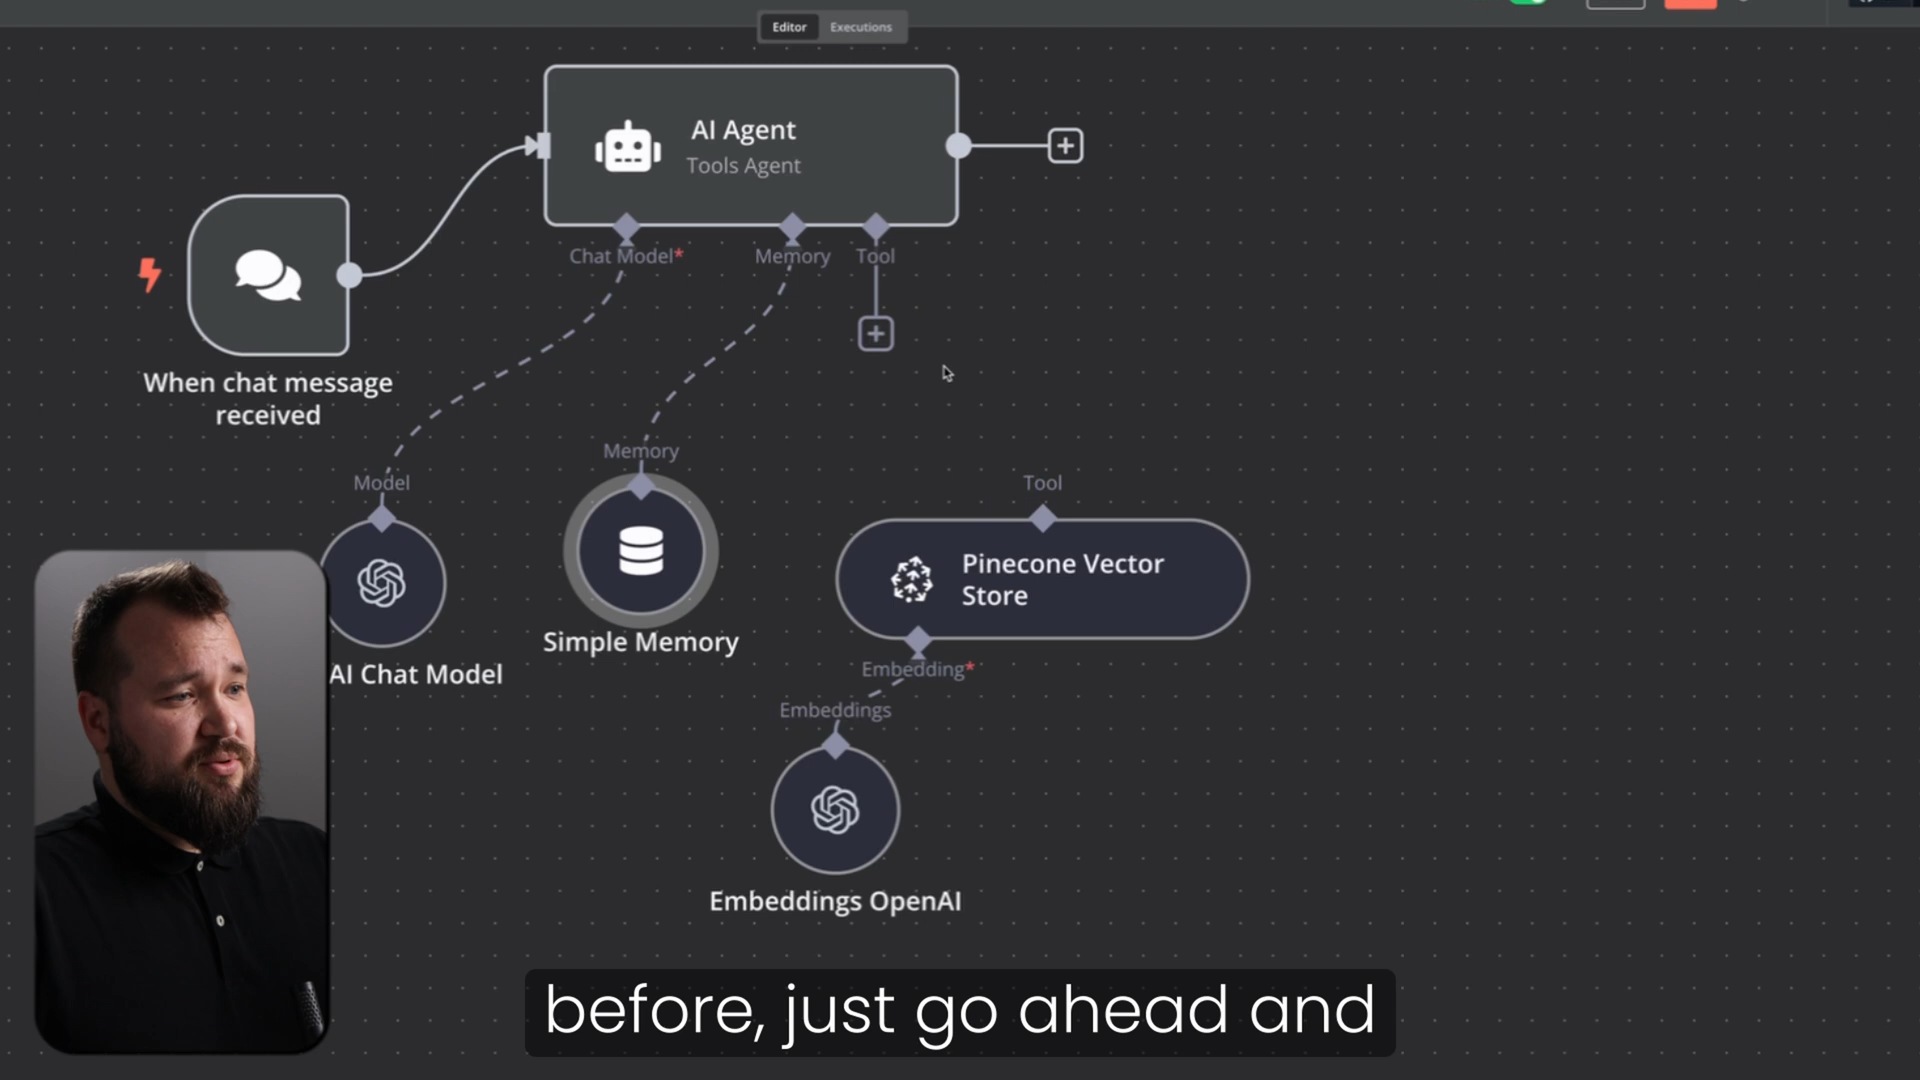 Editor
Executions
AI Agent
Tools Agent
Chat Model*
Memory
Tool
When chat message
received
Memory
Model
Tool
Pinecone Vector
Store
Simple Memory
AI Chat Model
Embedding*
Embeddings
Embeddings OpenAI
before, just go ahead and